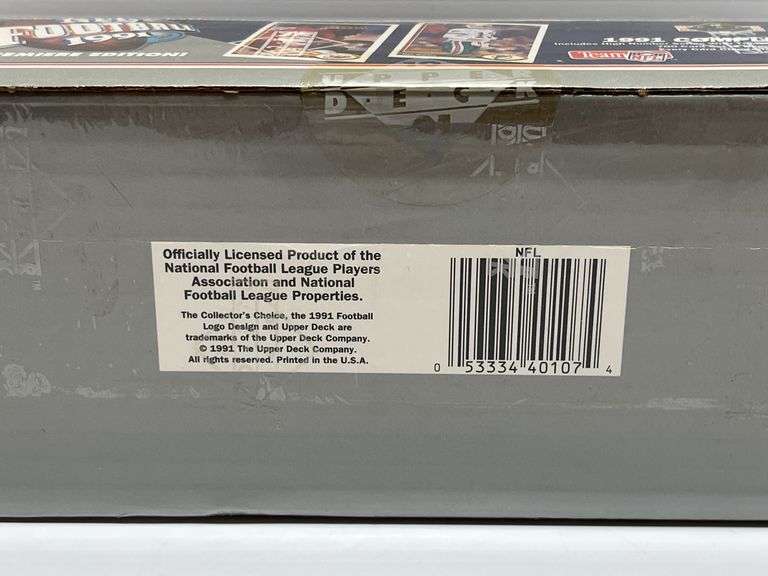 FOOTBALL
PREMIERE EDITION!
1991
TEAM NFL
UPPER
DECK
Officially Licensed Product of the
National Football League Players
Association and National
Football League Properties.
The Collector's Choice, the 1991 Football
Logo Design and Upper Deck are
trademarks of the Upper Deck Company.
© 1991 The Upper Deck Company.
All rights reserved. Printed in the U.S.A.
NFL
0 53334 40107 4